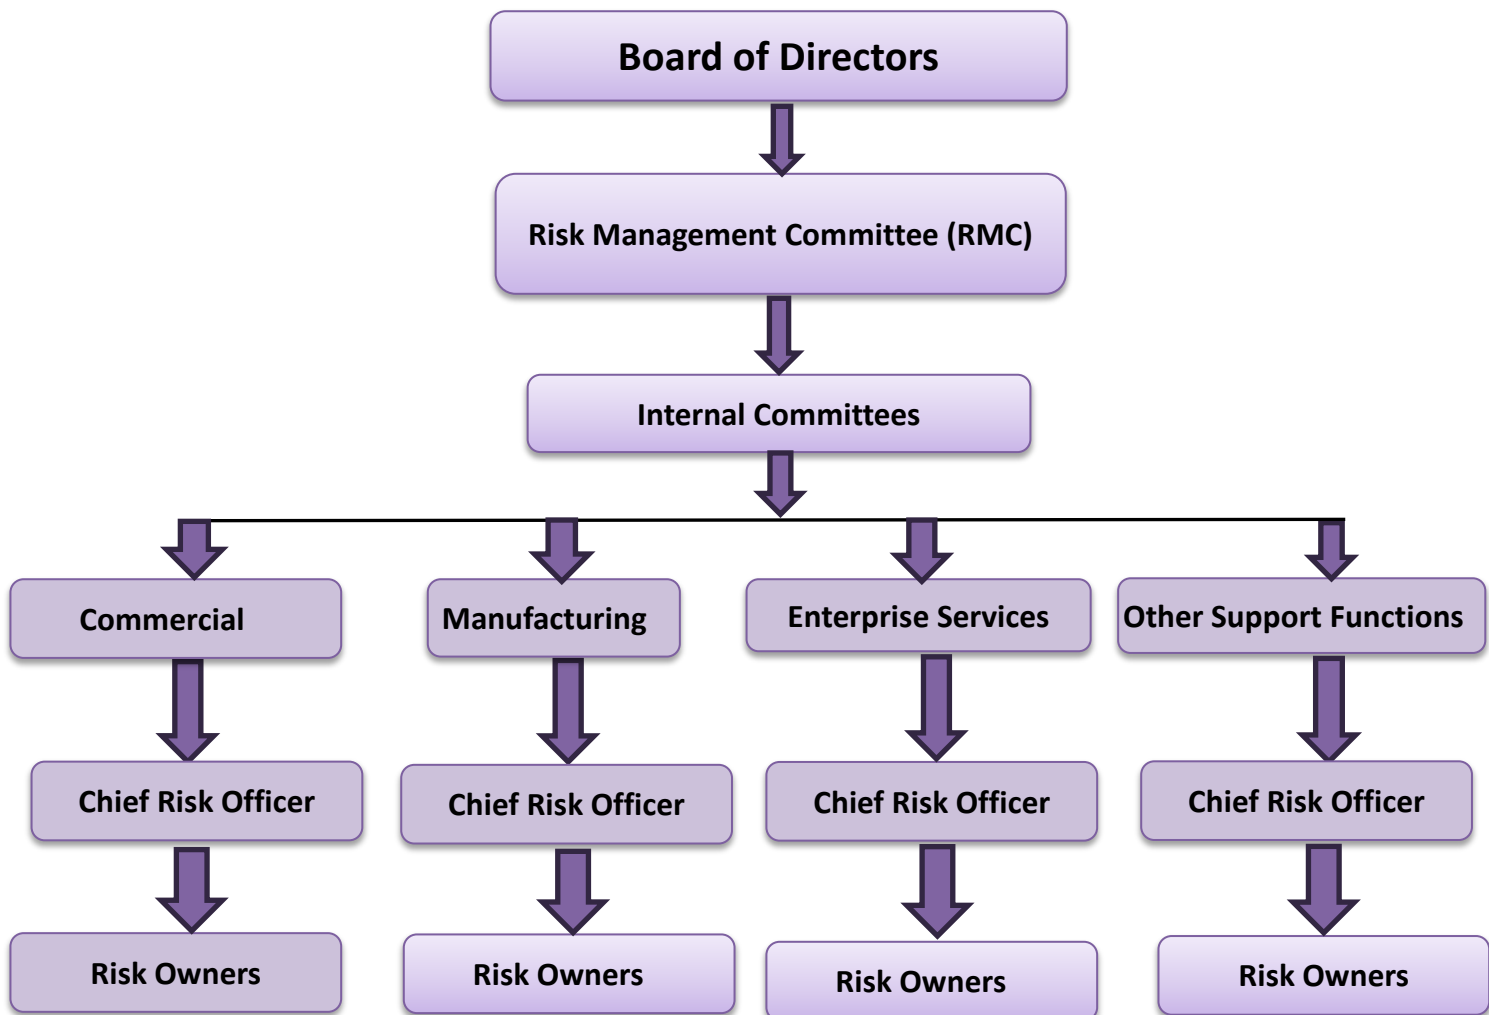 Board of Directors
Risk Management Committee (RMC)
Internal Committees
Commercial
Manufacturing
Enterprise Services
Other Support Functions
Chief Risk Officer
Chief Risk Officer
Chief Risk Officer
Chief Risk Officer
Risk Owners
Risk Owners
Risk Owners
Risk Owners